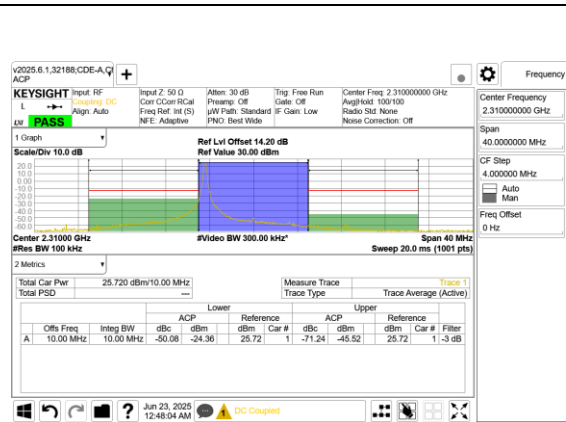 v2025.6.1,32188;CDE-A,CI
ACP
Frequency
KEYSIGHT
Input: RF
Coupling: DC
Align: Auto
Input Z: 50 Ω
Corr CCorr RCal
Freq Ref: Int (S)
NFE: Adaptive
Atten: 30 dB
Preamp: Off
µW Path: Standard
PNO: Best Wide
Trig: Free Run
Gate: Off
IF Gain: Low
Center Freq: 2.310000000 GHz
Avg|Hold: 100/100
Radio Std: None
Noise Correction: Off
L
LXI
PASS
1 Graph
Scale/Div 10.0 dB
Ref Lvl Offset 14.20 dB
Ref Value 30.00 dBm
20.0
10.0
0.00
-10.0
-20.0
-30.0
-40.0
-50.0
-60.0
Center 2.31000 GHz
#Video BW 300.00 kHz*
Span 40 MHz
#Res BW 100 kHz
Sweep 20.0 ms (1001 pts)
2 Metrics
Total Car Pwr 25.720 dBm/10.00 MHz
Total PSD ---
Measure Trace Trace 1
Trace Type Trace Average (Active)
Lower Upper
ACP Reference ACP Reference
Offs Freq Integ BW dBc dBm dBm Car # dBc dBm dBm Car # Filter
A 10.00 MHz 10.00 MHz -50.08 -24.36 25.72 1 -71.24 -45.52 25.72 1 -3 dB
Center Frequency
2.310000000 GHz
Span
40.0000000 MHz
CF Step
4.000000 MHz
Auto
Man
Freq Offset
0 Hz
?
Jun 23, 2025
12:48:04 AM
DC Coupled